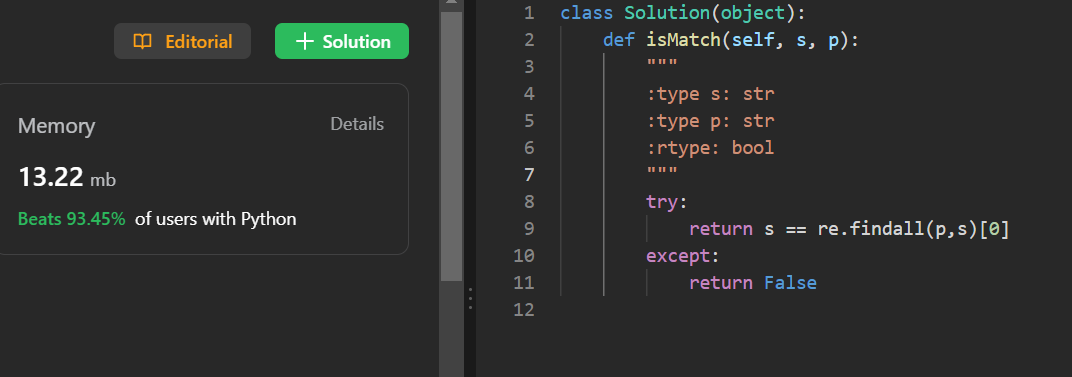 Editorial
+ Solution
Memory
Details
13.22 mb
Beats 93.45% of users with Python
1 class Solution(object):
2     def isMatch(self, s, p):
3         """
4         :type s: str
5         :type p: str
6         :rtype: bool
7         """
8         try:
9             return s == re.findall(p,s)[0]
10         except:
11             return False
12